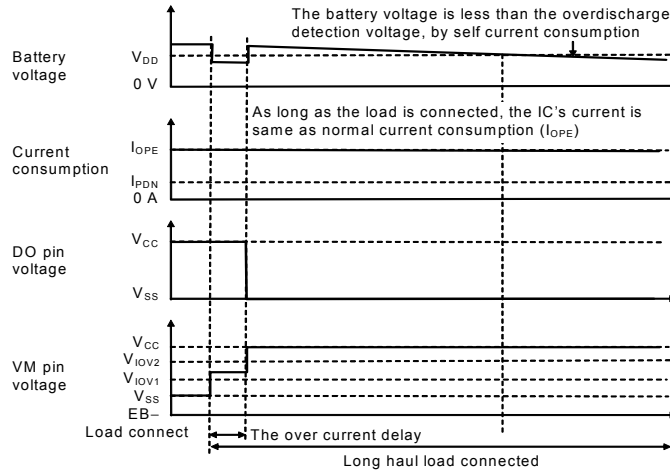 The battery voltage is less than the overdischarge
detection voltage, by self current consumption
Battery
voltage
VDD
0 V
As long as the load is connected, the IC's current is
same as normal current consumption (IOPE)
Current
consumption
IOPE
IPDN
0 A
DO pin
voltage
VCC
VSS
VM pin
voltage
VCC
VIOV2
VIOV1
VSS
EB−
Load connect
The over current delay
Long haul load connected